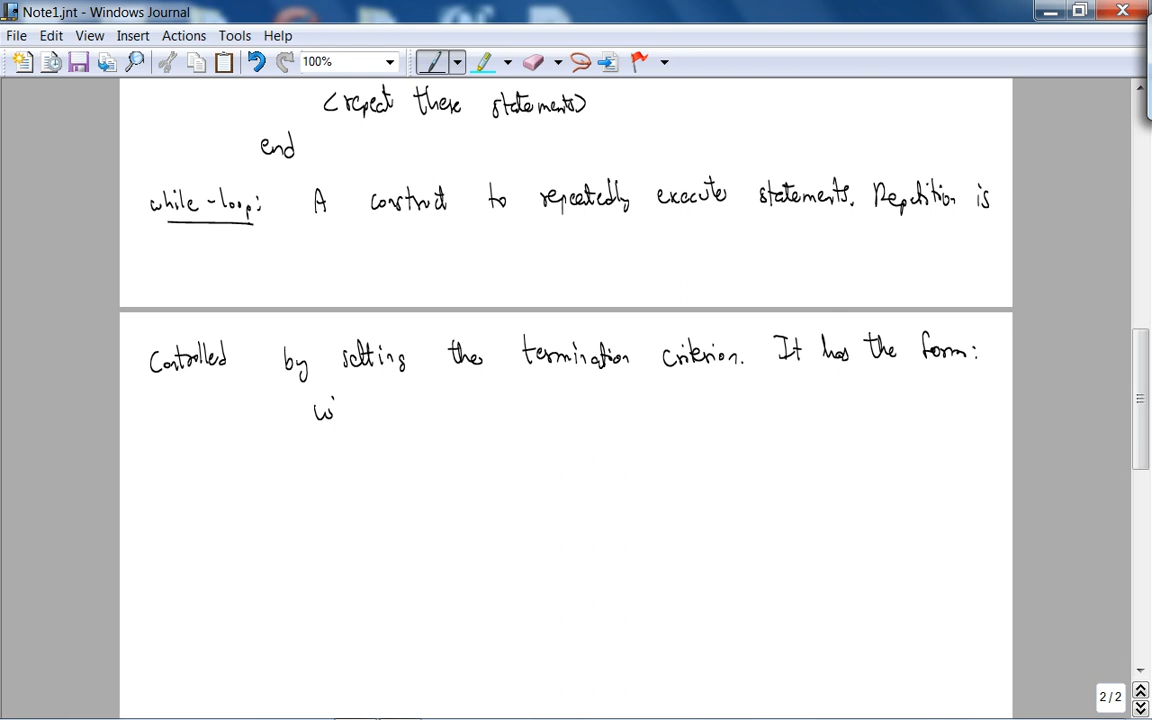 Note1.jnt - Windows Journal
File Edit View Insert Actions Tools Help
100%
<repeat these statements>
end
while-loop: A construct to repeatedly execute statements. Repetition is
controlled by setting the termination criterion. It has the form:
w
2 / 2